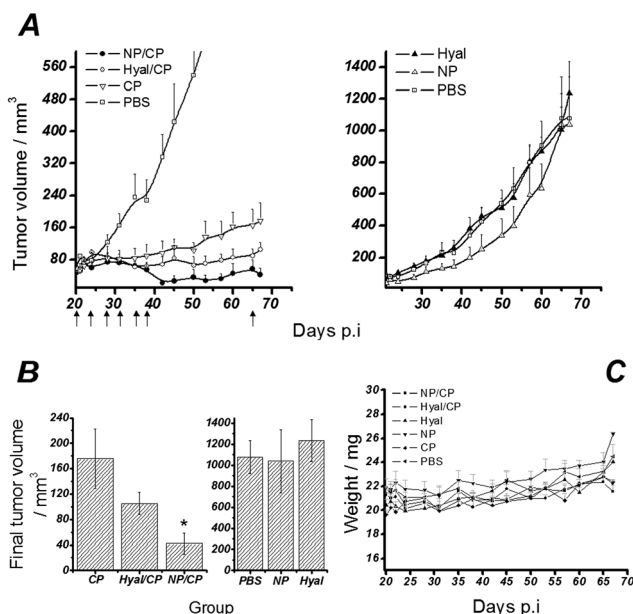 A
NP/CP
Hyal/CP
CP
PBS
Tumor volume / mm³
560
480
400
320
240
160
80
20 30 40 50 60 70
Hyal
NP
PBS
1400
1200
1000
800
600
400
200
30 40 50 60 70
Days p.i
B
Final tumor volume
/ mm³
240
200
160
120
80
40
0
*
CP Hyal/CP NP/CP
1400
1200
1000
800
600
400
200
0
PBS NP Hyal
Group
C
NP/CP
Hyal/CP
Hyal
NP
CP
PBS
Weight / mg
30
28
26
24
22
20
18
16
20 25 30 35 40 45 50 55 60 65 70
Days p.i